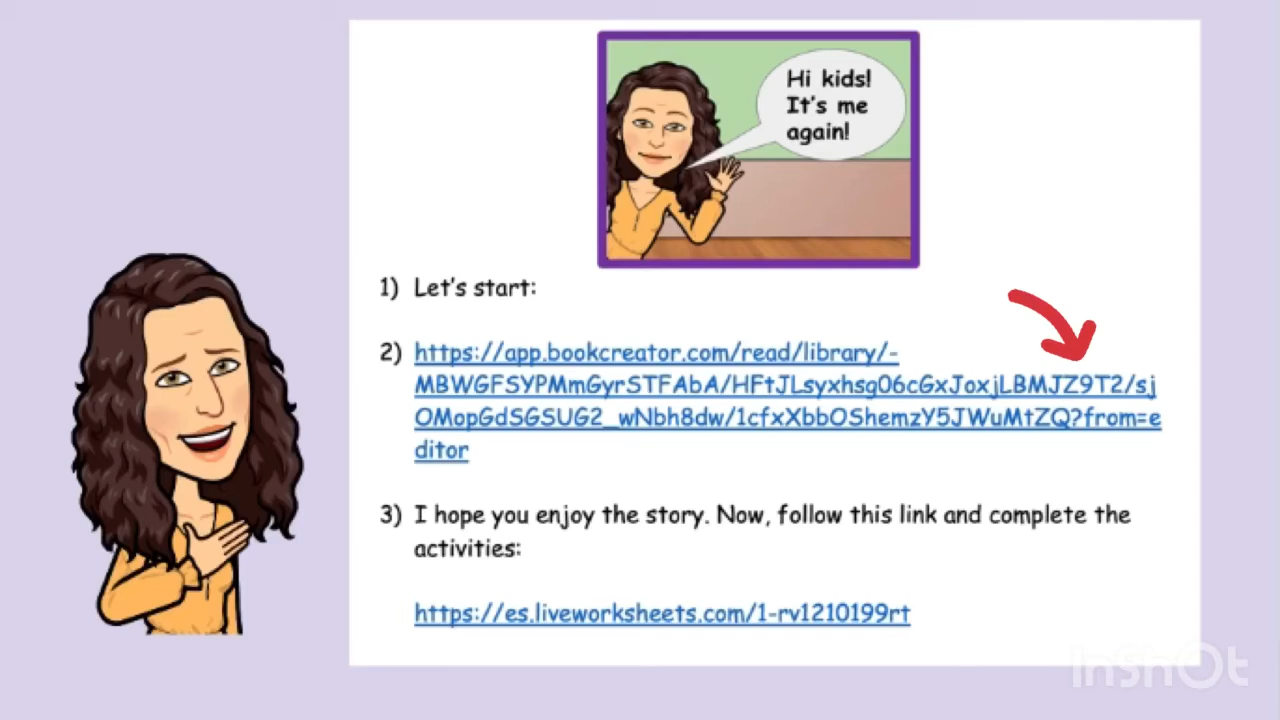 Hi kids!
It's me
again!
1) Let's start:
2) https://app.bookcreator.com/read/library/-
MBWGFSYPMmGyrSTFAbA/HFtJLsyxhsg06cGxJoxjLBMJZ9T2/sj
OMopGdSGSUG2_wNbh8dw/1cfxXbbOShemzY5JWuMtZQ?from=e
ditor
3) I hope you enjoy the story. Now, follow this link and complete the
activities:
https://es.liveworksheets.com/1-rv1210199rt
InShOt